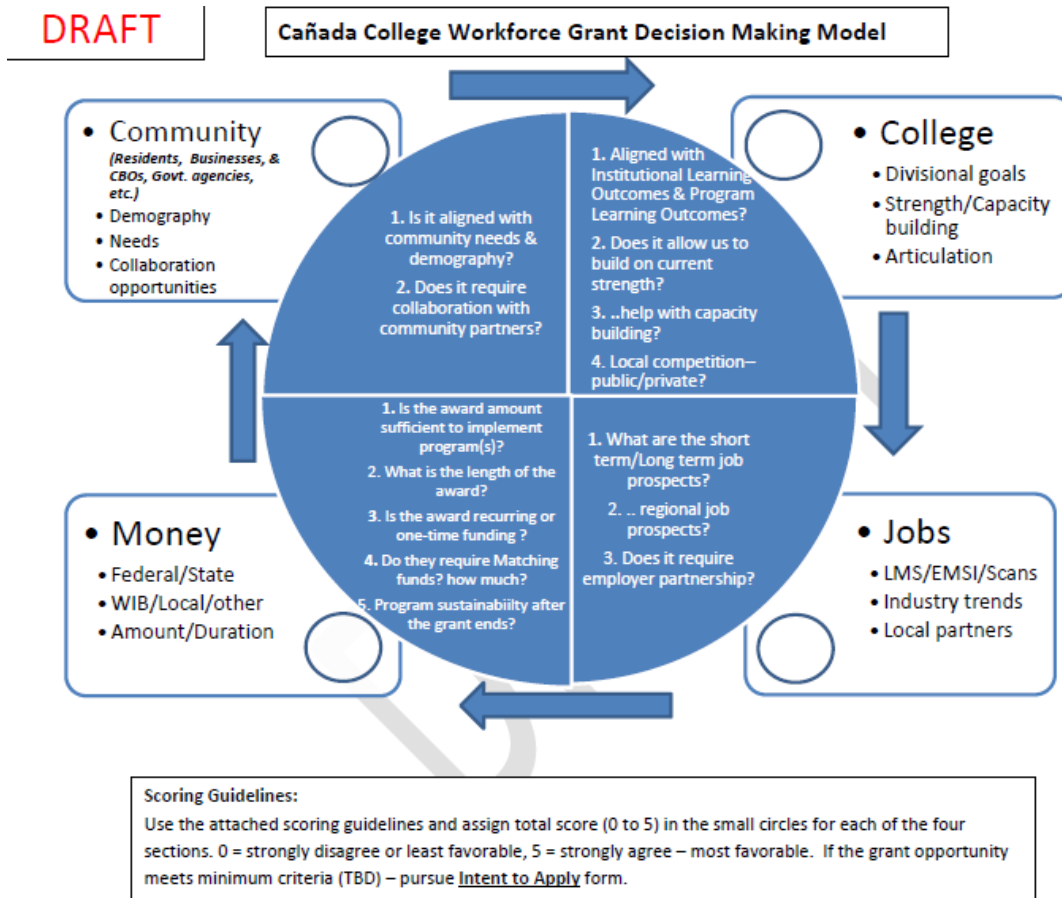 DRAFT
Cañada College Workforce Grant Decision Making Model
• Community
(Residents, Businesses, &
CBOs, Govt. agencies,
etc.)
• Demography
• Needs
• Collaboration
opportunities
1. Is it aligned with
community needs &
demography?
2. Does it require
collaboration with
community partners?
1. Aligned with
Institutional Learning
Outcomes & Program
Learning Outcomes?
2. Does it allow us to
build on current
strength?
3. ..help with capacity
building?
4. Local competition–
public/private?
• College
• Divisional goals
• Strength/Capacity
building
• Articulation
• Money
• Federal/State
• WIB/Local/other
• Amount/Duration
1. Is the award amount
sufficient to implement
program(s)?
2. What is the length of the
award?
3. Is the award recurring or
one-time funding ?
4. Do they require Matching
funds? how much?
5. Program sustainabiilty after
the grant ends?
1. What are the short
term/Long term job
prospects?
2. .. regional job
prospects?
3. Does it require
employer partnership?
• Jobs
• LMS/EMSI/Scans
• Industry trends
• Local partners
Scoring Guidelines:
Use the attached scoring guidelines and assign total score (0 to 5) in the small circles for each of the four
sections. 0 = strongly disagree or least favorable, 5 = strongly agree – most favorable. If the grant opportunity
meets minimum criteria (TBD) – pursue Intent to Apply form.